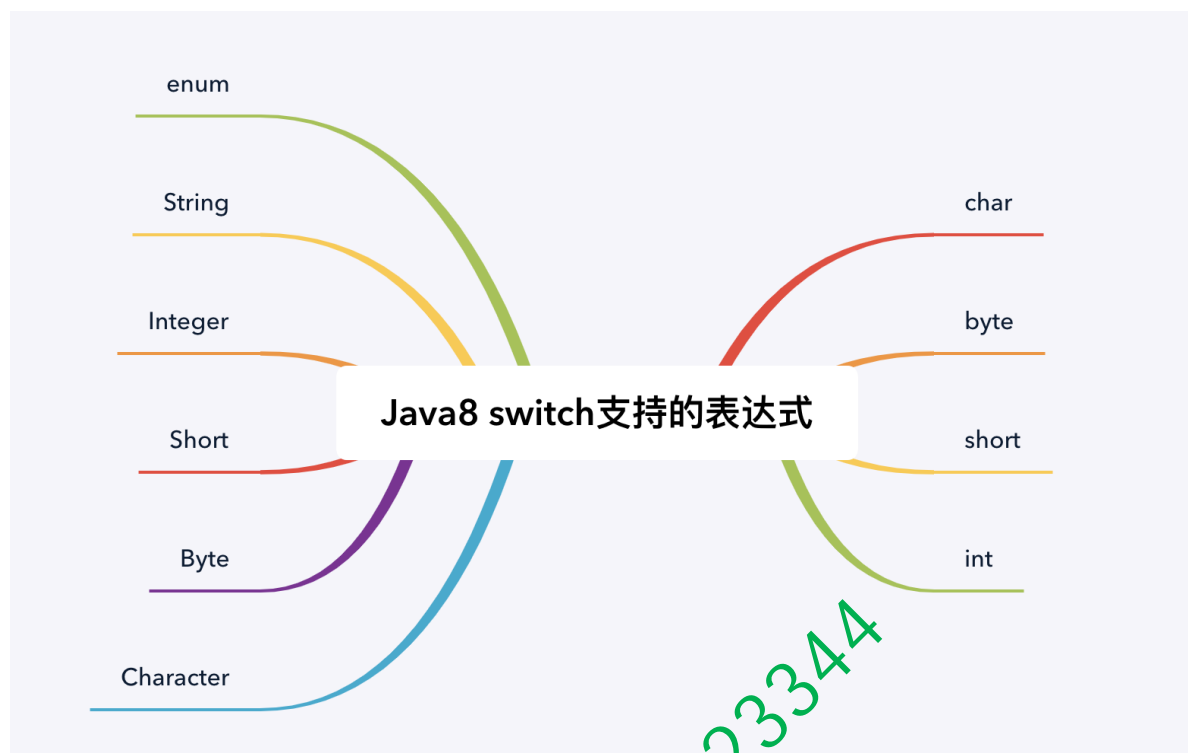 enum
String
Integer
Short
Byte
Character
Java8 switch支持的表达式
char
byte
short
int
23344